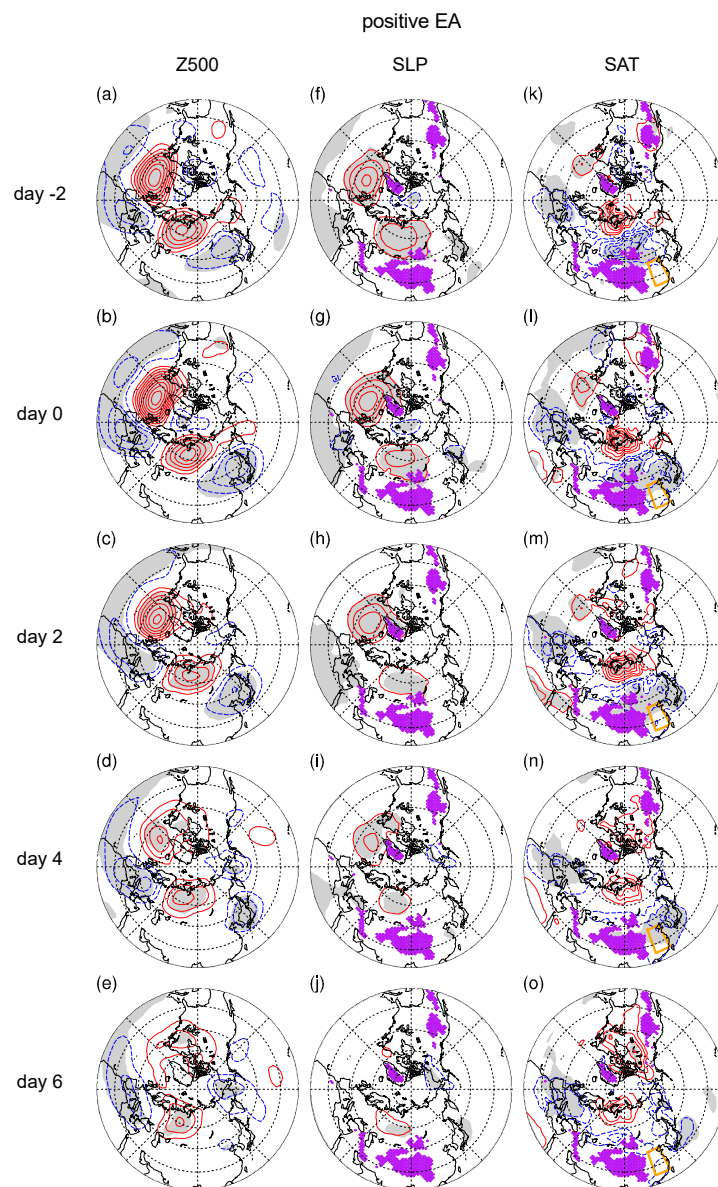 positive EA
Z500 SLP SAT
(a) (f) (k)
day -2
(b) (g) (l)
day 0
(c) (h) (m)
day 2
(d) (i) (n)
day 4
(e) (j) (o)
day 6